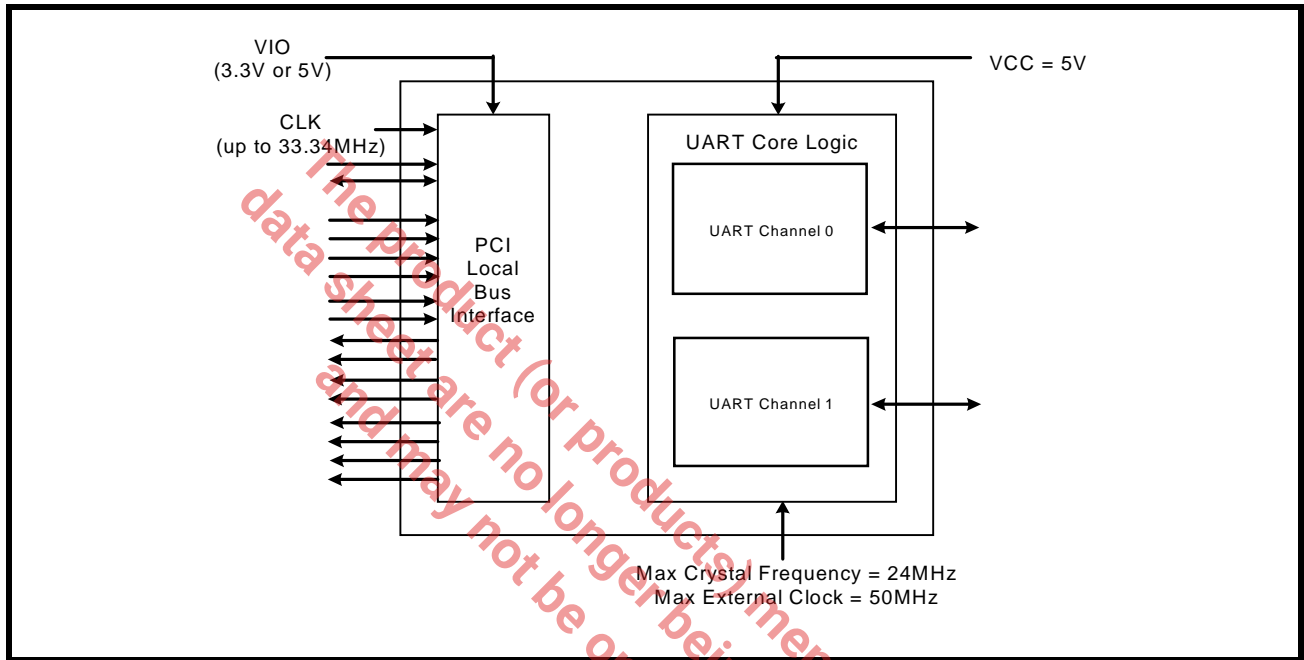 VIO
(3.3V or 5V)
VCC = 5V
CLK
(up to 33.34MHz)
UART Core Logic
UART Channel 0
PCI
Local
Bus
Interface
UART Channel 1
Max Crystal Frequency = 24MHz
Max External Clock = 50MHz
The product (or products) men
data sheet are no longer bei
and may not be o